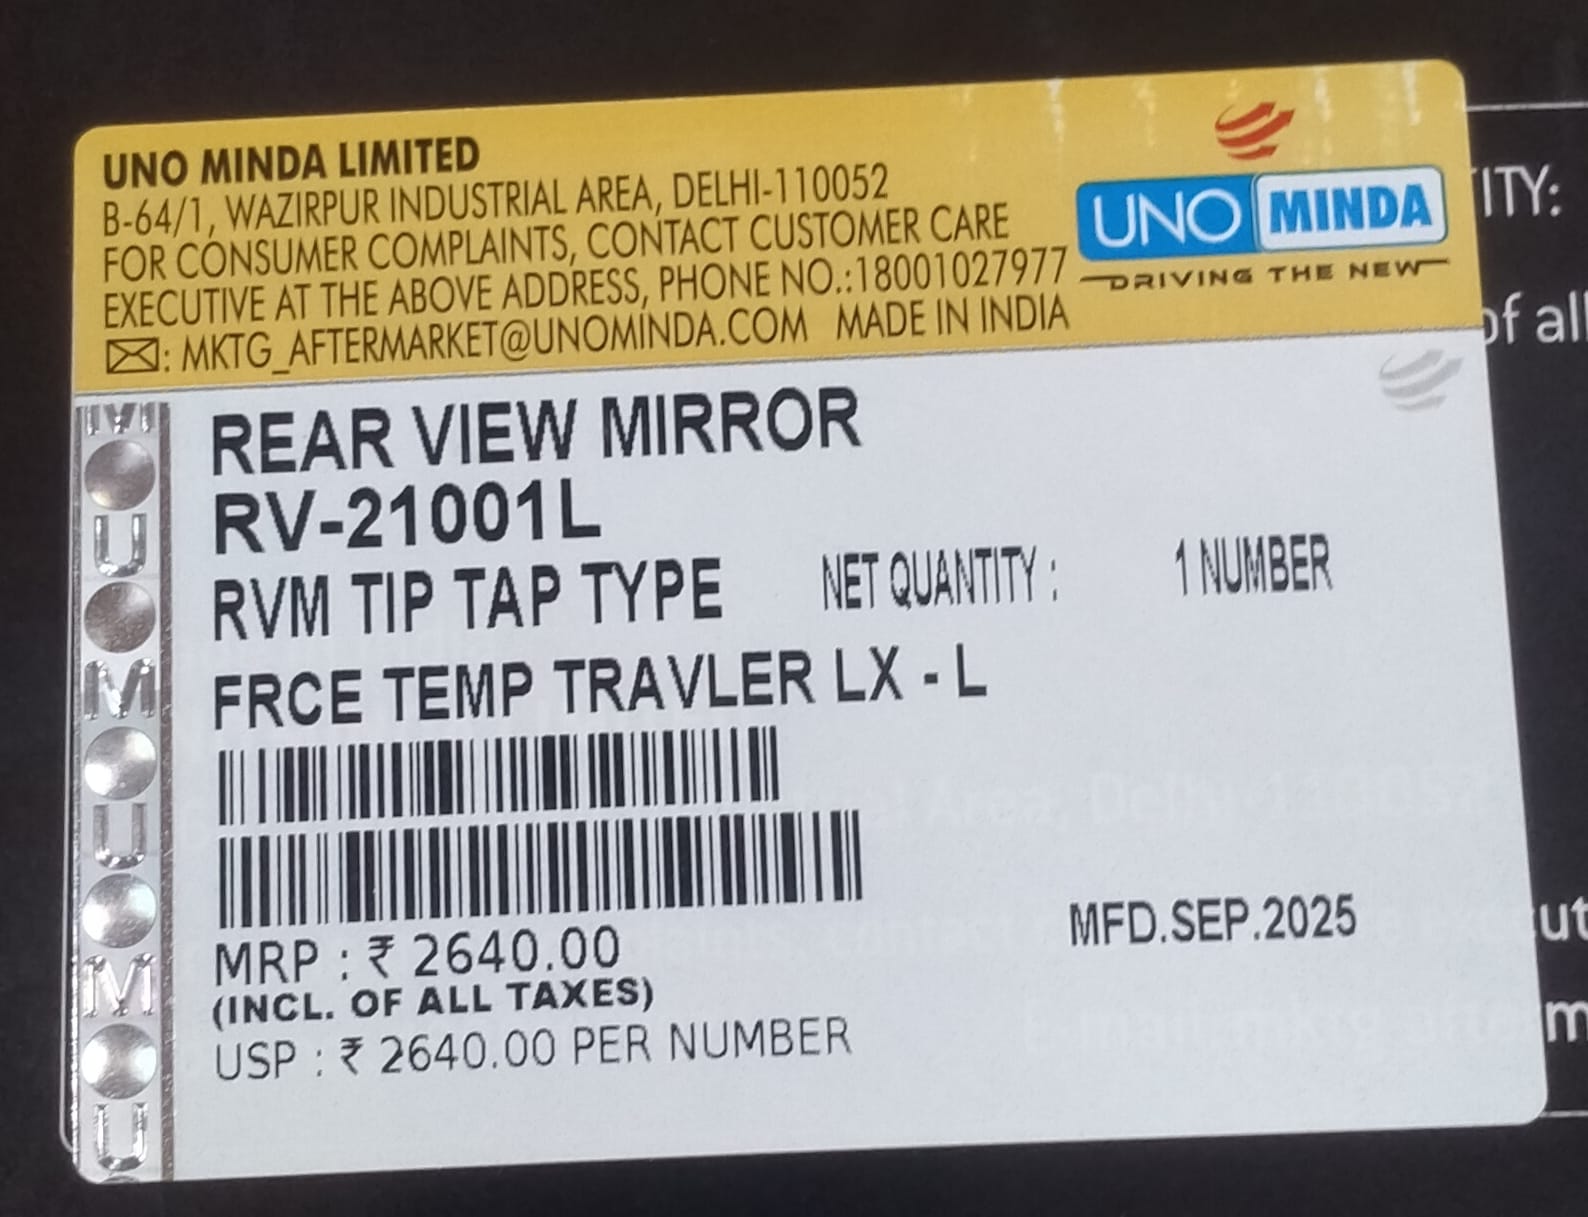 UNO MINDA LIMITED
B-64/1, WAZIRPUR INDUSTRIAL AREA, DELHI-110052
FOR CONSUMER COMPLAINTS, CONTACT CUSTOMER CARE
EXECUTIVE AT THE ABOVE ADDRESS, PHONE NO.:18001027977
: MKTG_AFTERMARKET@UNOMINDA.COM MADE IN INDIA
UNO MINDA
DRIVING THE NEW
ITY:
of all
REAR VIEW MIRROR
RV-21001L
RVM TIP TAP TYPE NET QUANTITY : 1 NUMBER
FRCE TEMP TRAVLER LX - L
MRP : ₹ 2640.00
(INCL. OF ALL TAXES)
USP : ₹ 2640.00 PER NUMBER
MFD.SEP.2025
M
U
M
U
M
U